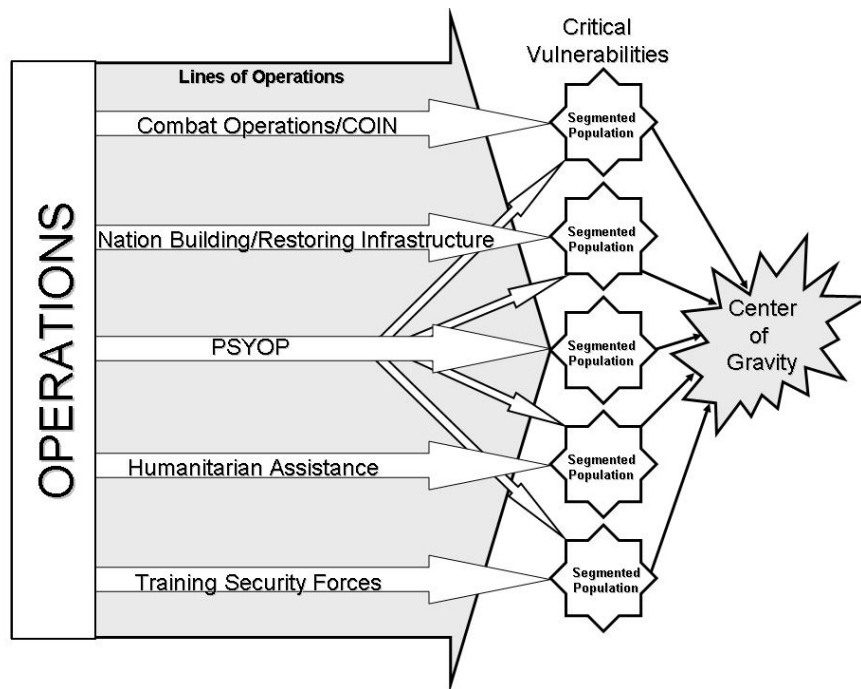 OPERATIONS
Lines of Operations
Critical
Vulnerabilities
Combat Operations/COIN
Segmented
Population
Nation Building/Restoring Infrastructure
Segmented
Population
PSYOP
Segmented
Population
Humanitarian Assistance
Segmented
Population
Training Security Forces
Segmented
Population
Center
of
Gravity